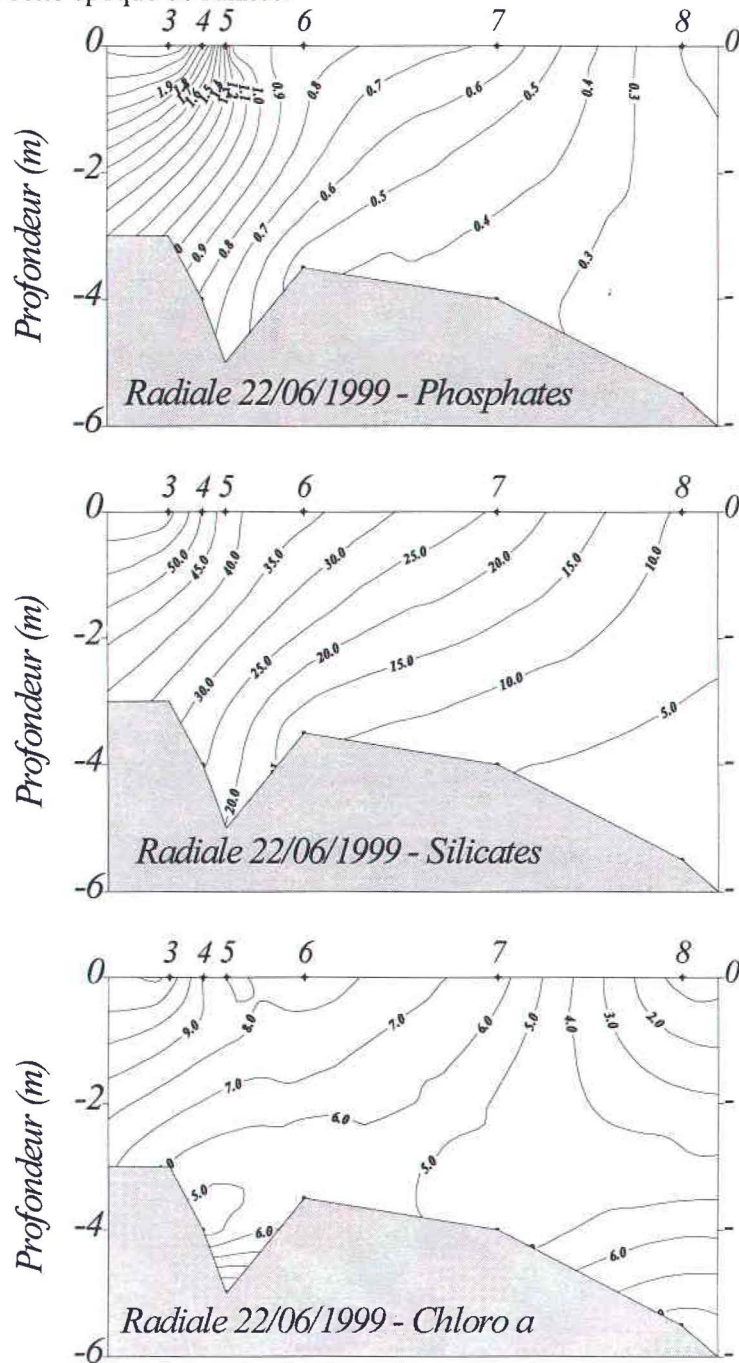 3 4 5 6 7 8
0 0
1.9 1.0 0.9 0.8 0.7 0.6 0.5 0.4 0.3
-2 -
0.6 0.5 0.4
0.9 0.8 0.7 0.3
-4 -
Profondeur (m)
Radiale 22/06/1999 - Phosphates
-6 -
3 4 5 6 7 8
0 0
50.0 45.0 40.0 35.0 30.0 25.0 20.0 15.0 10.0
-2 -
30.0 25.0 20.0 15.0 10.0 5.0
-4 -
20.0
Profondeur (m)
Radiale 22/06/1999 - Silicates
-6 -
3 4 5 6 7 8
0 0
9.0 8.0 7.0 6.0 5.0 4.0 3.0 2.0
7.0
-2 -
6.0
5.0 5.0
-4 -
6.0 6.0
Profondeur (m)
Radiale 22/06/1999 - Chloro a
-6 -